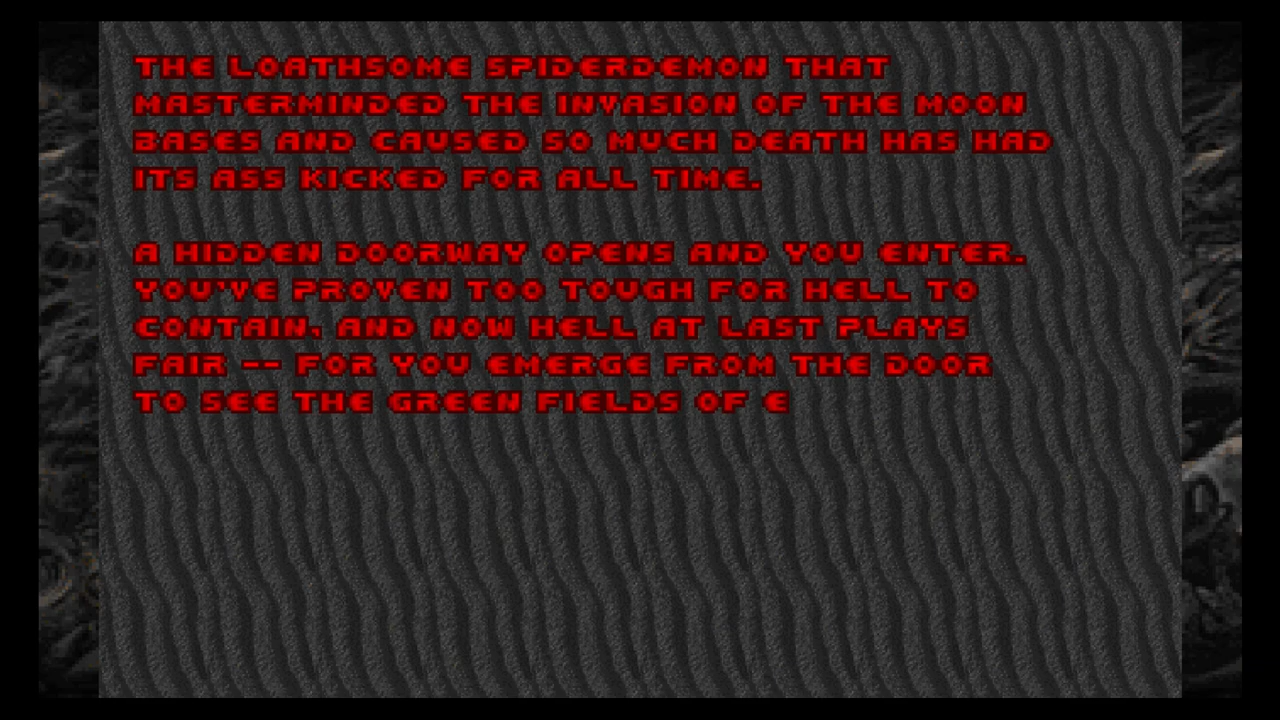 THE LOATHSOME SPIDERDEMON THAT
MASTERMINDED THE INVASION OF THE MOON
BASES AND CAUSED SO MUCH DEATH HAS HAD
ITS ASS KICKED FOR ALL TIME.
A HIDDEN DOORWAY OPENS AND YOU ENTER.
YOU'VE PROVEN TOO TOUGH FOR HELL TO
CONTAIN, AND NOW HELL AT LAST PLAYS
FAIR -- FOR YOU EMERGE FROM THE DOOR
TO SEE THE GREEN FIELDS OF E